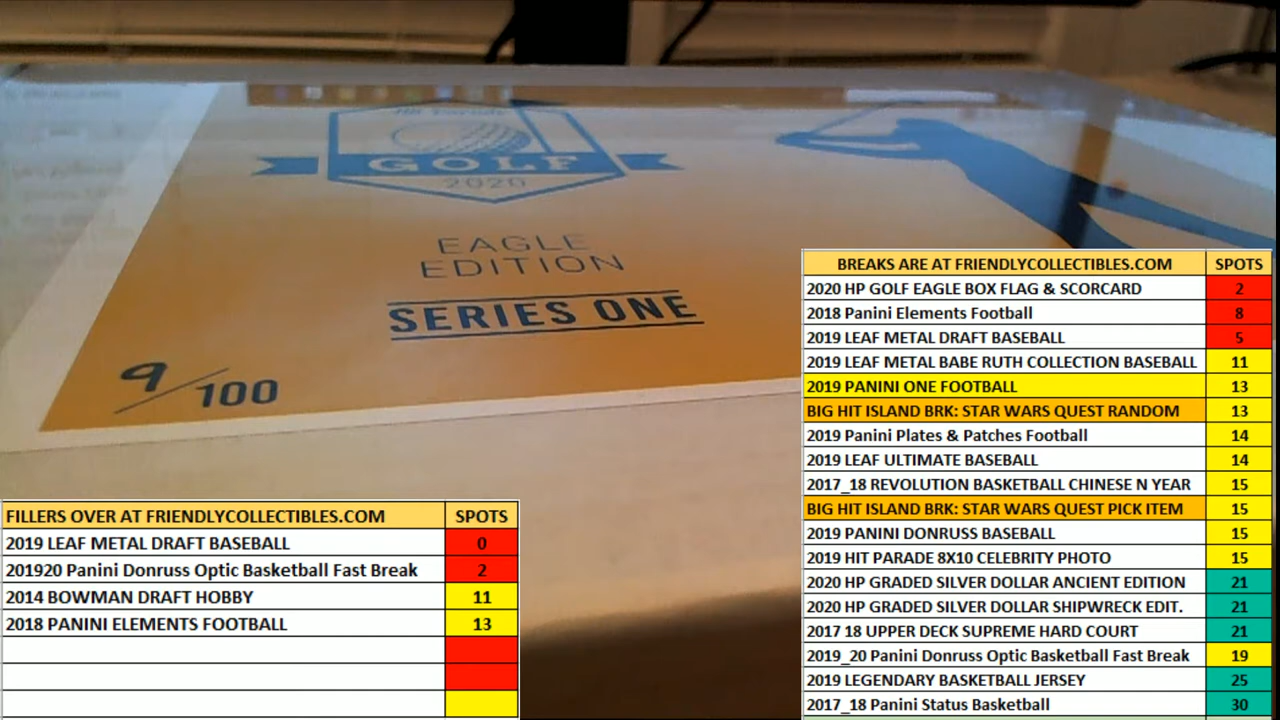 Hit Parade
GOLF
2020
EAGLE
EDITION
SERIES ONE
9/100
BREAKS ARE AT FRIENDLYCOLLECTIBLES.COM SPOTS
2020 HP GOLF EAGLE BOX FLAG & SCORCARD 2
2018 Panini Elements Football 8
2019 LEAF METAL DRAFT BASEBALL 5
2019 LEAF METAL BABE RUTH COLLECTION BASEBALL 11
2019 PANINI ONE FOOTBALL 13
BIG HIT ISLAND BRK: STAR WARS QUEST RANDOM 13
2019 Panini Plates & Patches Football 14
2019 LEAF ULTIMATE BASEBALL 14
2017_18 REVOLUTION BASKETBALL CHINESE N YEAR 15
BIG HIT ISLAND BRK: STAR WARS QUEST PICK ITEM 15
2019 PANINI DONRUSS BASEBALL 15
2019 HIT PARADE 8X10 CELEBRITY PHOTO 15
2020 HP GRADED SILVER DOLLAR ANCIENT EDITION 21
2020 HP GRADED SILVER DOLLAR SHIPWRECK EDIT. 21
2017 18 UPPER DECK SUPREME HARD COURT 21
2019_20 Panini Donruss Optic Basketball Fast Break 19
2019 LEGENDARY BASKETBALL JERSEY 25
2017_18 Panini Status Basketball 30
FILLERS OVER AT FRIENDLYCOLLECTIBLES.COM SPOTS
2019 LEAF METAL DRAFT BASEBALL 0
201920 Panini Donruss Optic Basketball Fast Break 2
2014 BOWMAN DRAFT HOBBY 11
2018 PANINI ELEMENTS FOOTBALL 13